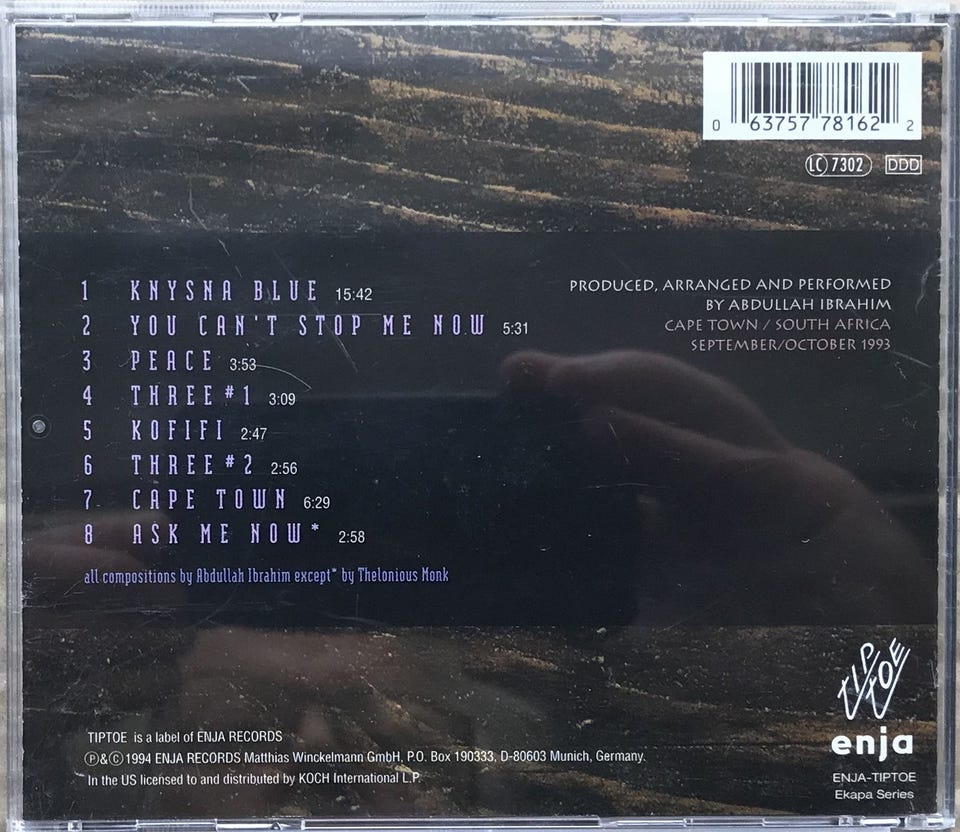 0 63757 78162 2
LC 7302 DDD
1 KNYSNA BLUE 15:42
2 YOU CAN'T STOP ME NOW 5:31
3 PEACE 3:53
4 THREE #1 3:09
5 KOFIFI 2:47
6 THREE #2 2:56
7 CAPE TOWN 6:29
8 ASK ME NOW* 2:58
all compositions by Abdullah Ibrahim except* by Thelonious Monk
PRODUCED, ARRANGED AND PERFORMED
BY ABDULLAH IBRAHIM
CAPE TOWN / SOUTH AFRICA
SEPTEMBER/OCTOBER 1993
TIPTOE is a label of ENJA RECORDS
Ⓟ&© 1994 ENJA RECORDS Matthias Winckelmann GmbH, P.O. Box 190333, D-80603 Munich, Germany.
In the US licensed to and distributed by KOCH International L.P.
TIP
TOE
enja
ENJA-TIPTOE
Ekapa Series